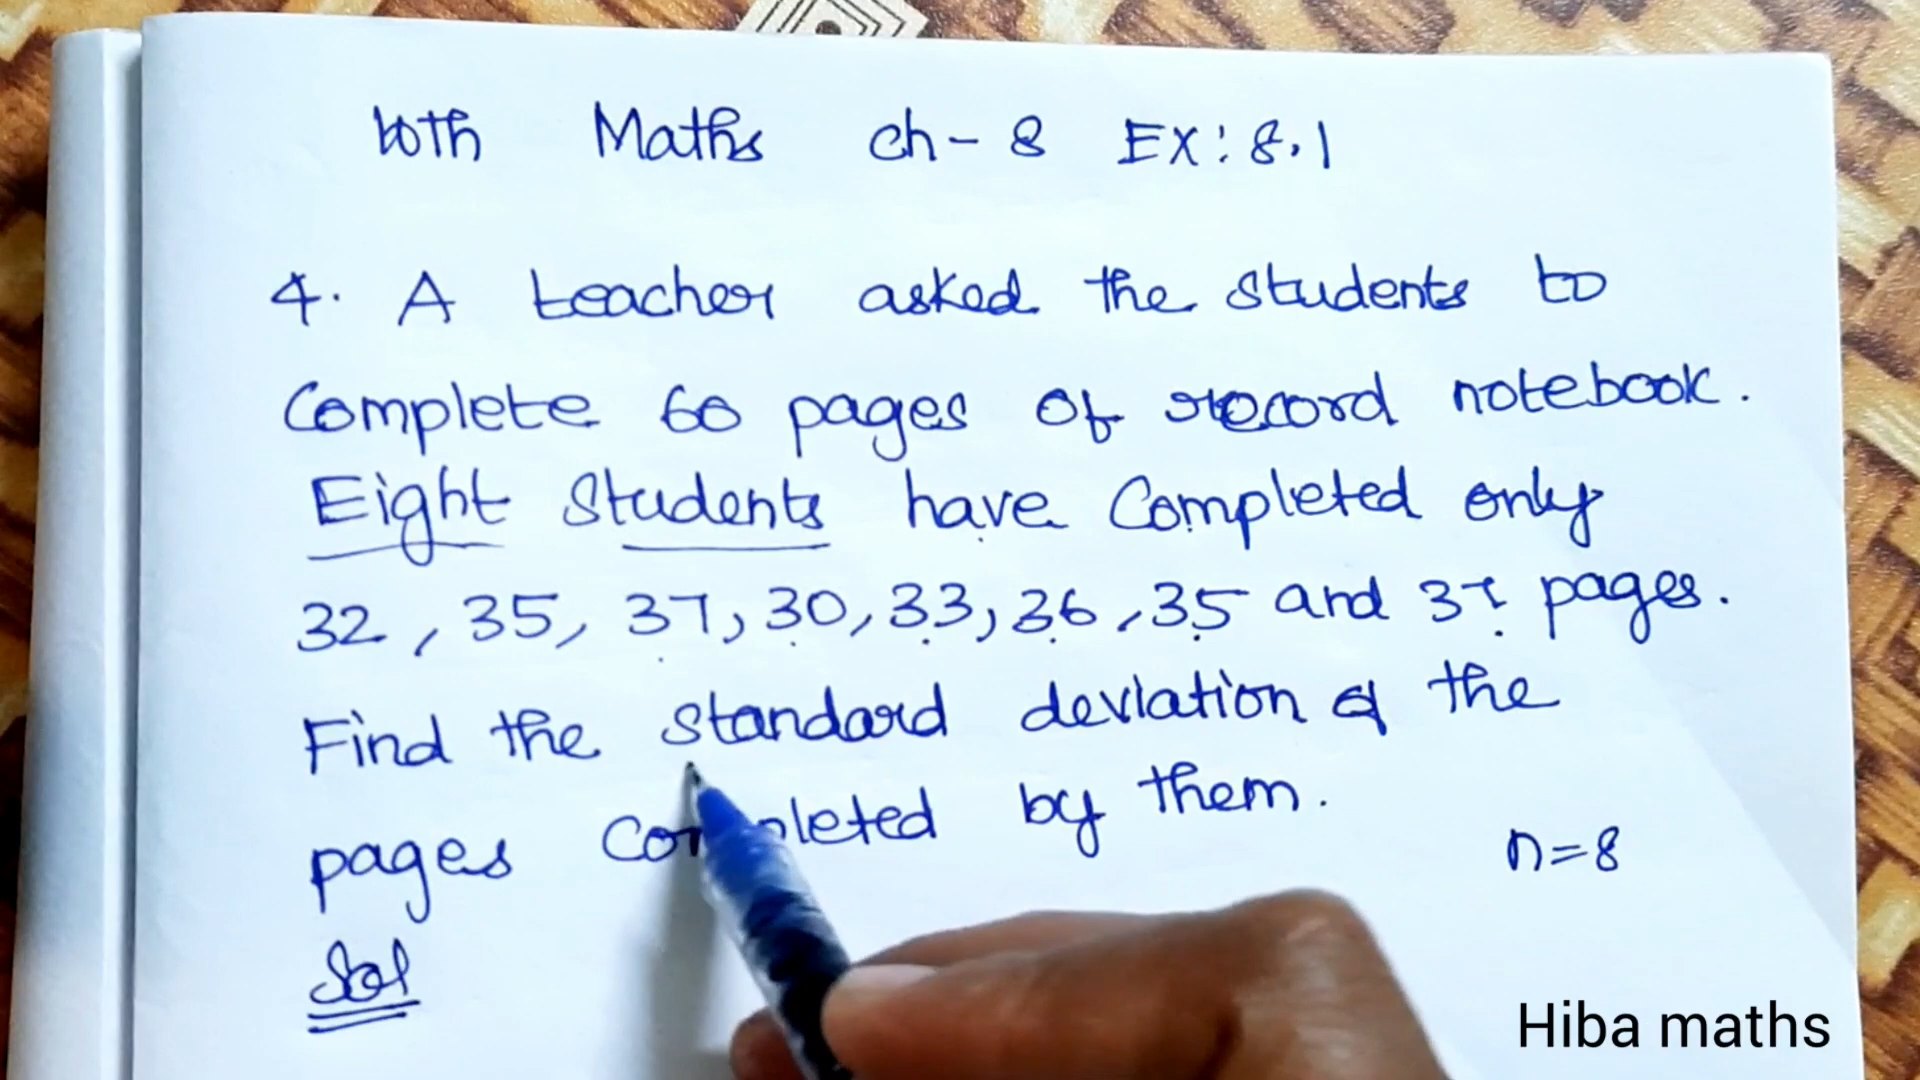 10th Maths ch - 8 EX: 8.1
4. A teacher asked the students to
Complete 60 pages of record notebook.
Eight Students have Completed only
32, 35, 37, 30, 33, 36, 35 and 37 pages.
Find the standard deviation of the
pages completed by them.
n=8
Sol
Hiba maths